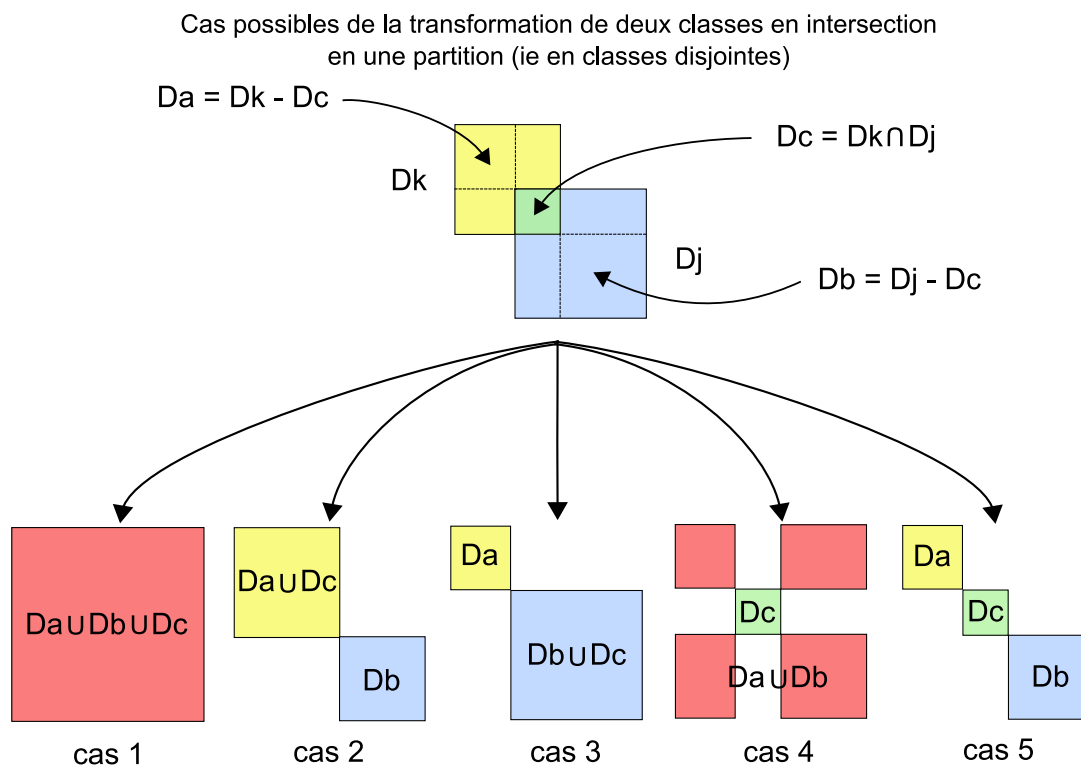 Cas possibles de la transformation de deux classes en intersection
en une partition (ie en classes disjointes)
Da = Dk - Dc
Dc = Dk∩Dj
Dk
Dj
Db = Dj - Dc
Da∪Db∪Dc
Da∪Dc
Db
Da
Db∪Dc
Dc
Da∪Db
Da
Dc
Db
cas 1
cas 2
cas 3
cas 4
cas 5